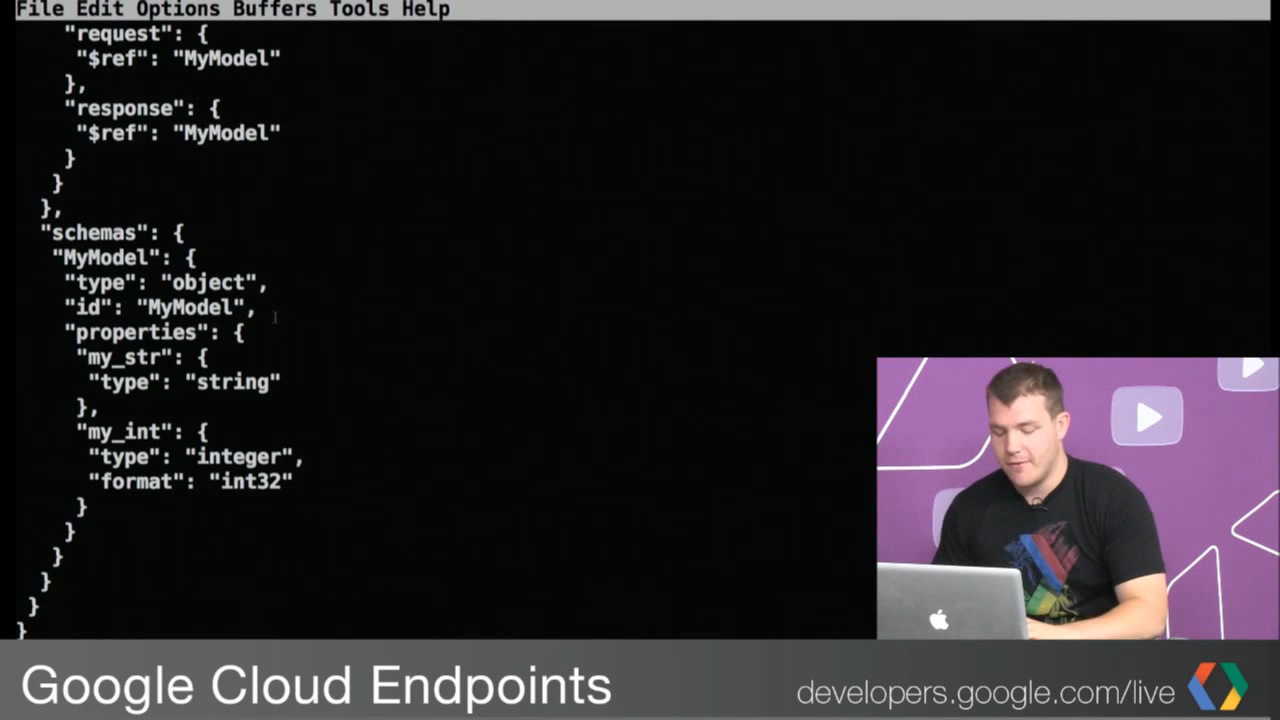 File Edit Options Buffers Tools Help
"request": {
"$ref": "MyModel"
},
"response": {
"$ref": "MyModel"
}
}
},
"schemas": {
"MyModel": {
"type": "object",
"id": "MyModel",
"properties": {
"my_str": {
"type": "string"
},
"my_int": {
"type": "integer",
"format": "int32"
}
}
}
}
}
}
Google Cloud Endpoints
developers.google.com/live